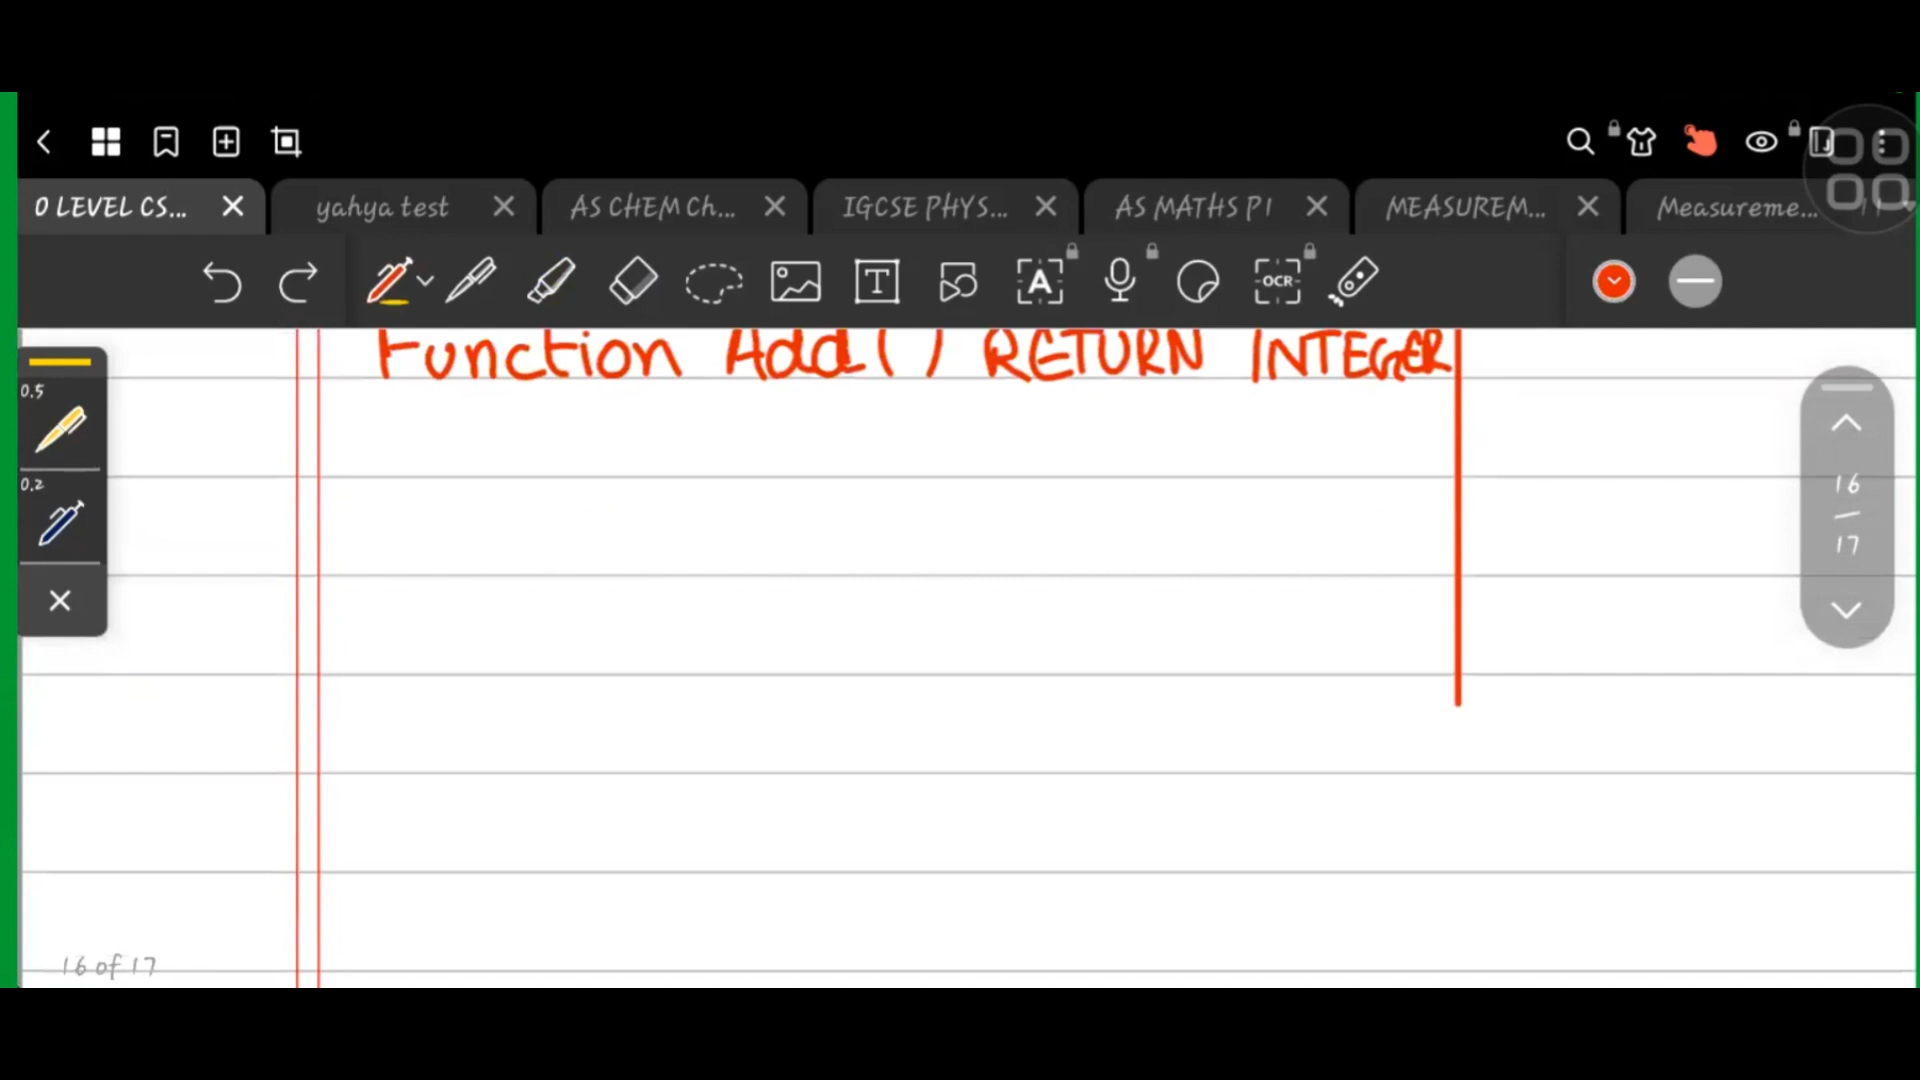 O LEVEL CS...
yahya test
AS CHEM Ch...
IGCSE PHYS...
AS MATHS P1
MEASUREM...
Measureme...
A
T
OCR
Function Add( ) RETURN INTEGER
0.5
0.2
16
17
16 of 17